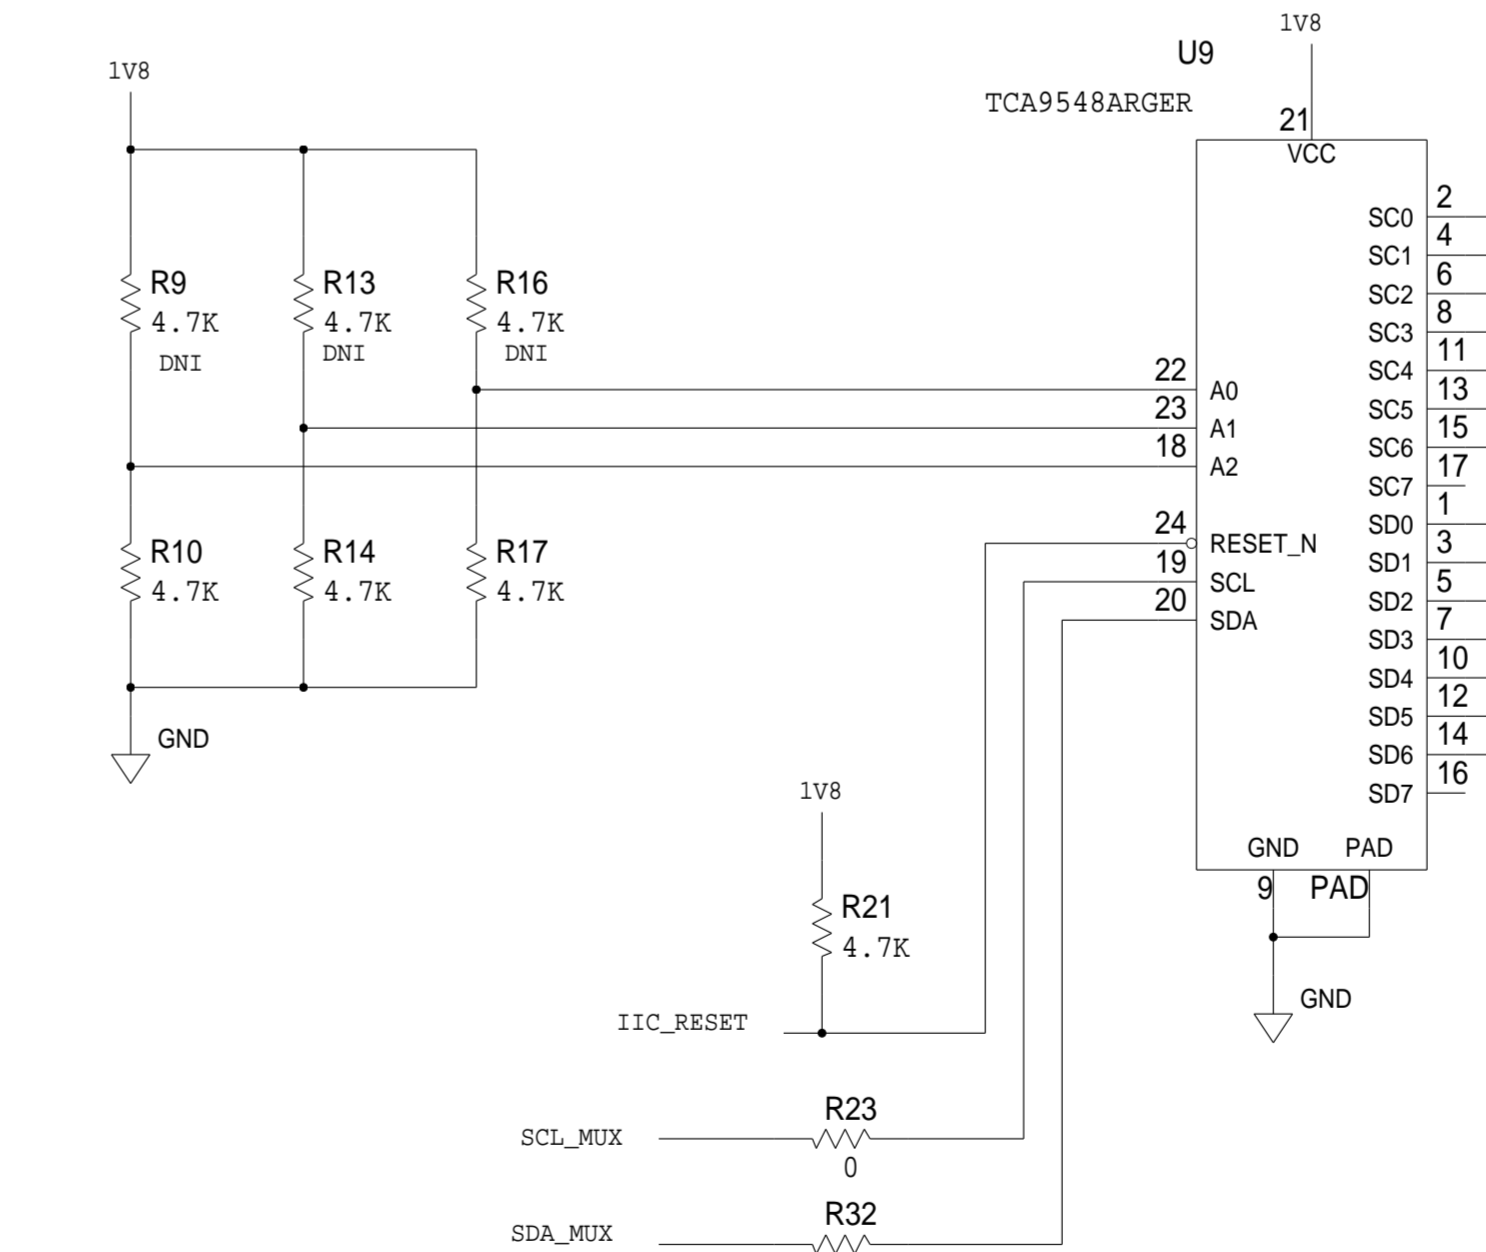 1V8
U9
1V8
TCA9548ARGER
21
VCC
2
SC0
4
SC1
6
R9
R13
R16
SC2
8
4.7K
4.7K
4.7K
SC3
DNI
DNI
DNI
11
22
SC4
13
A0
23
SC5
15
A1
18
SC6
17
A2
SC7
1
24
SD0
3
R10
R14
R17
RESET_N
19
SD1
5
4.7K
4.7K
4.7K
SCL
20
SD2
7
SDA
SD3
10
SD4
12
SD5
14
GND
SD6
16
1V8
SD7
GND
PAD
9
PAD
R21
4.7K
GND
IIC_RESET
R23
SCL_MUX
0
R32
SDA_MUX